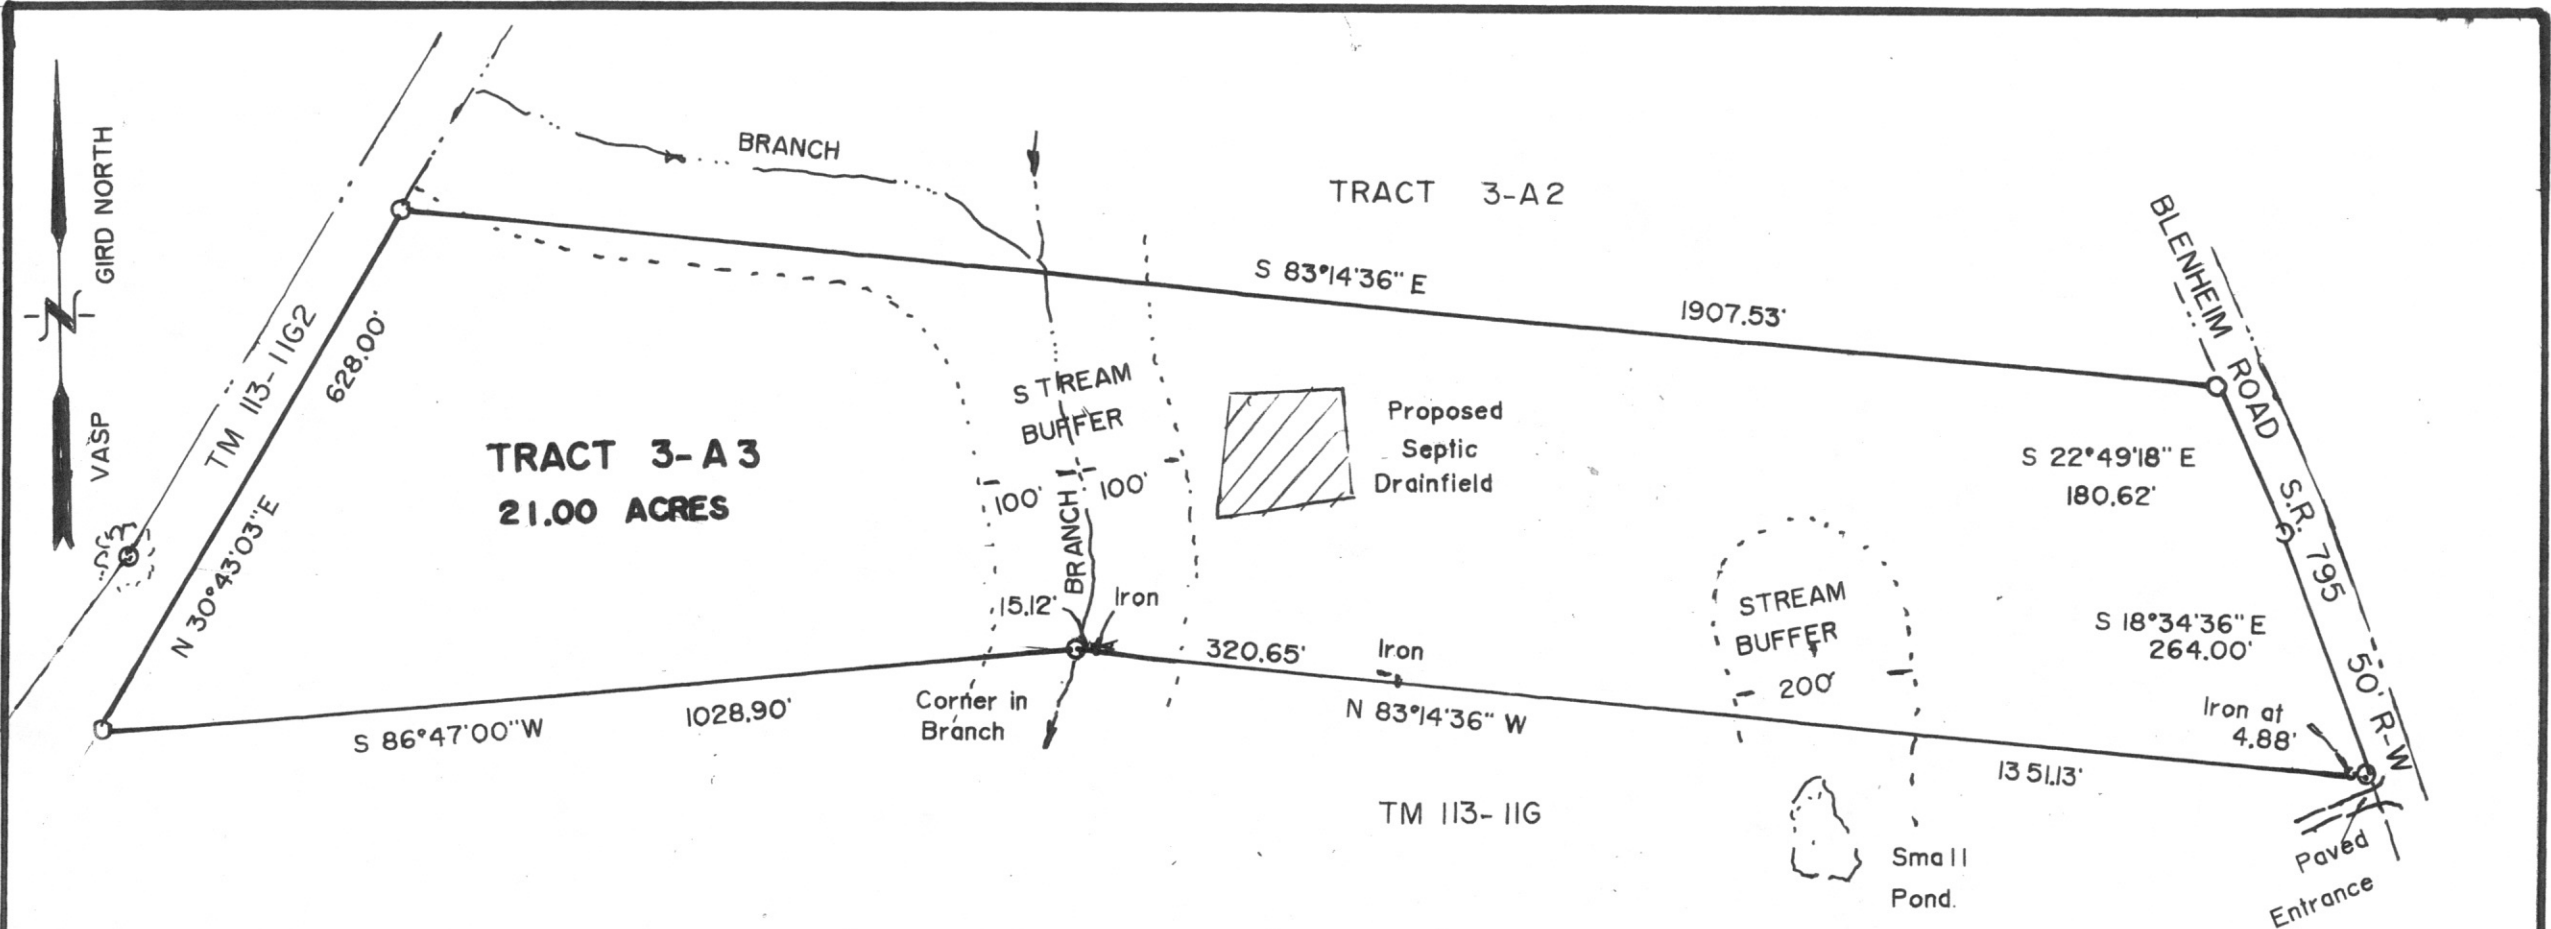 GIRD NORTH
VASP
BRANCH
TRACT 3-A2
BLENHEIM ROAD S.R. 795 50' R-W
S 83°14'36" E
1907.53'
TM 113-11G2
628.00'
N 30°43'03"E
STREAM
BUFFER
100' 100'
BRANCH
TRACT 3-A3
21.00 ACRES
Proposed
Septic
Drainfield
S 22°49'18" E
180.62'
STREAM
BUFFER
200'
S 18°34'36" E
264.00'
15.12'
Iron
320.65'
Iron
Iron at
4.88'
Corner in
Branch
1028.90'
S 86°47'00"W
N 83°14'36" W
1351.13'
TM 113-11G
Small
Pond.
Paved
Entrance